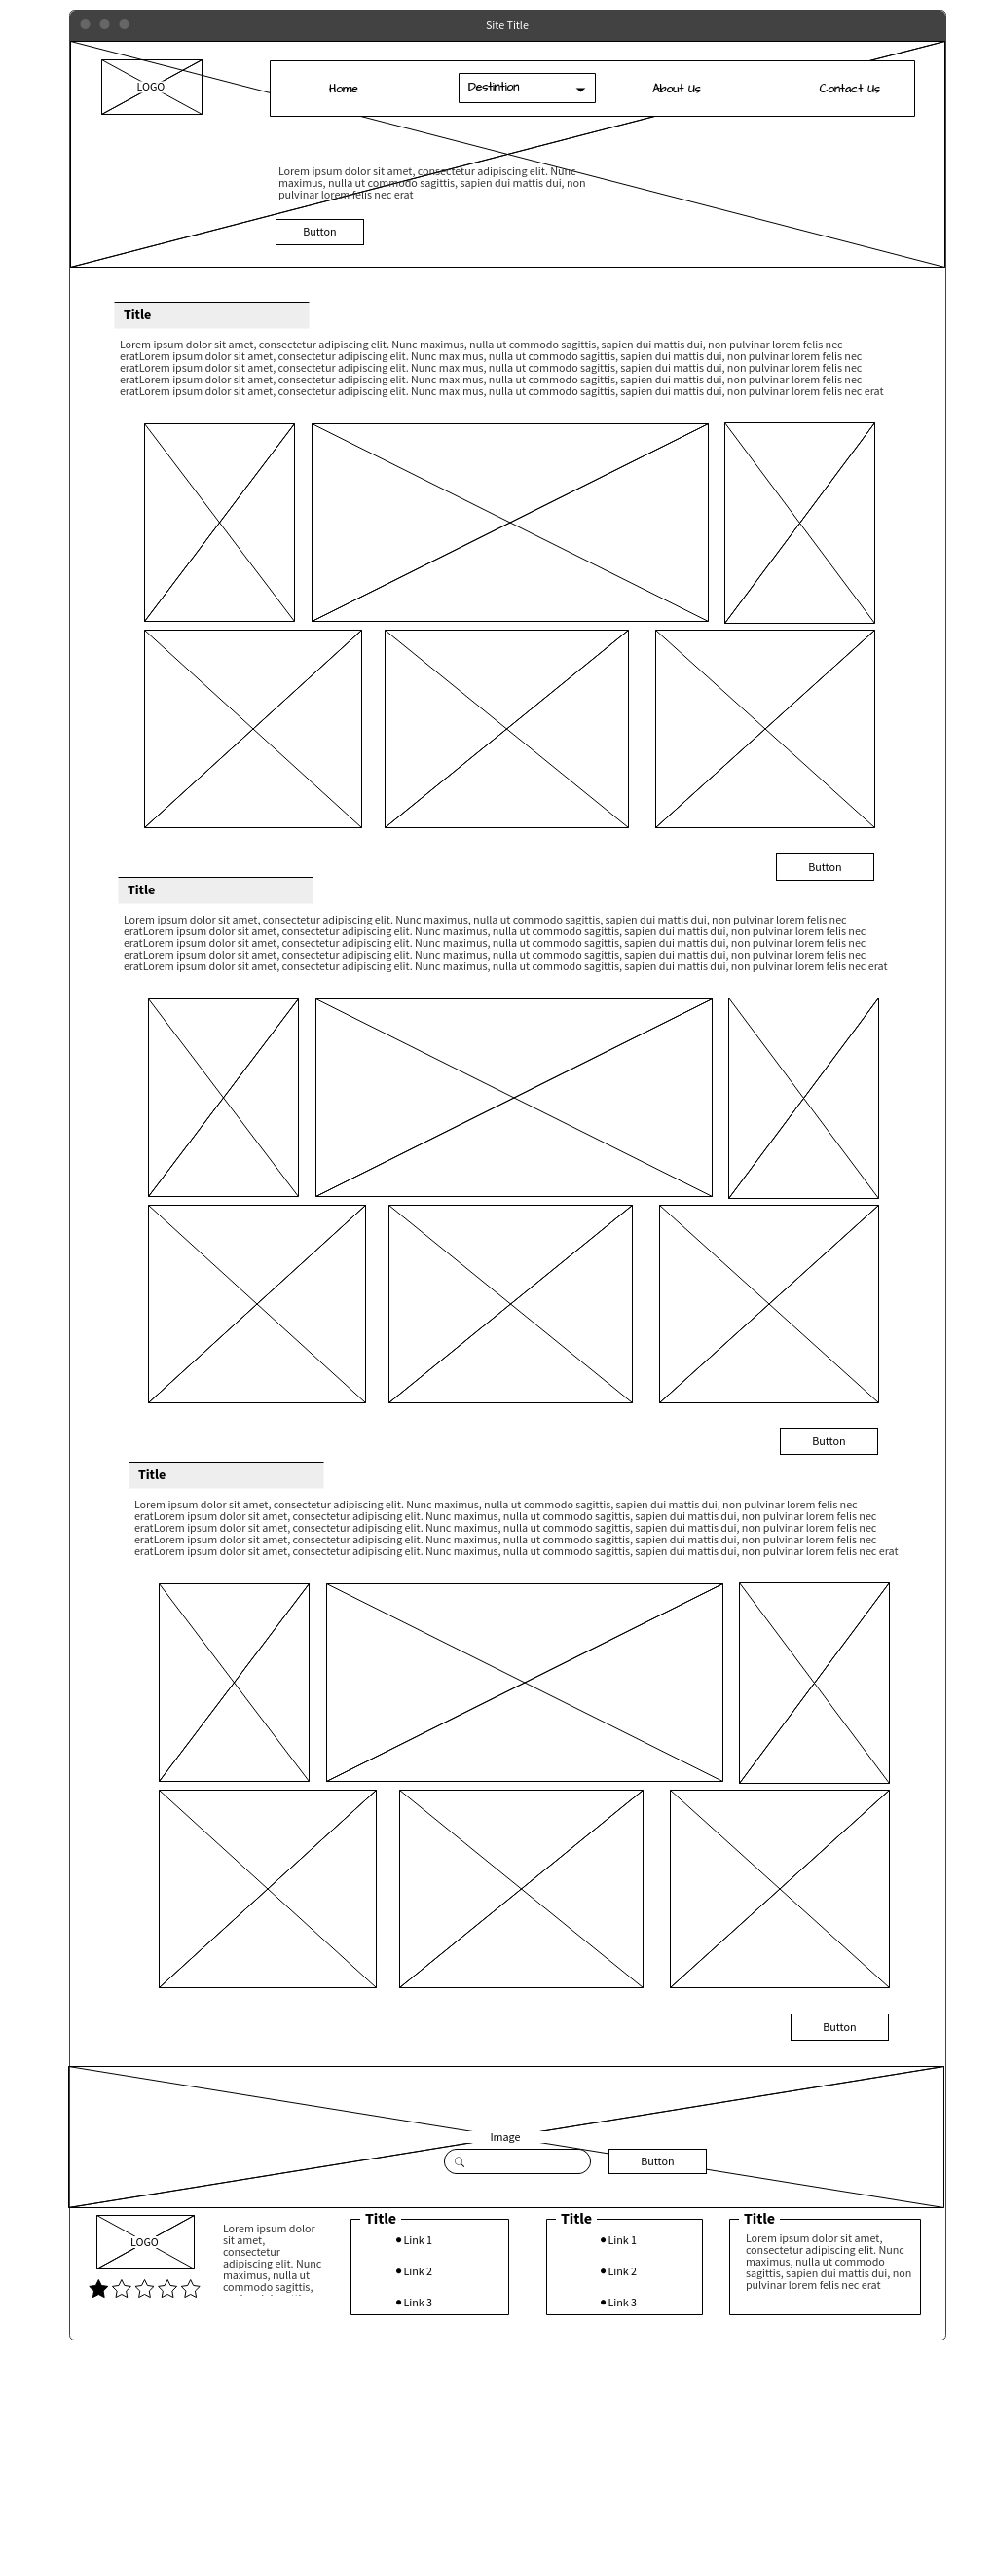 Site Title
LOGO
Home
Destintion
About Us
Contact Us
Lorem ipsum dolor sit amet, consectetur adipiscing elit. Nunc
maximus, nulla ut commodo sagittis, sapien dui mattis dui, non
pulvinar lorem felis nec erat
Button
Title
Lorem ipsum dolor sit amet, consectetur adipiscing elit. Nunc maximus, nulla ut commodo sagittis, sapien dui mattis dui, non pulvinar lorem felis nec
eratLorem ipsum dolor sit amet, consectetur adipiscing elit. Nunc maximus, nulla ut commodo sagittis, sapien dui mattis dui, non pulvinar lorem felis nec
eratLorem ipsum dolor sit amet, consectetur adipiscing elit. Nunc maximus, nulla ut commodo sagittis, sapien dui mattis dui, non pulvinar lorem felis nec
eratLorem ipsum dolor sit amet, consectetur adipiscing elit. Nunc maximus, nulla ut commodo sagittis, sapien dui mattis dui, non pulvinar lorem felis nec
eratLorem ipsum dolor sit amet, consectetur adipiscing elit. Nunc maximus, nulla ut commodo sagittis, sapien dui mattis dui, non pulvinar lorem felis nec erat
Button
Title
Lorem ipsum dolor sit amet, consectetur adipiscing elit. Nunc maximus, nulla ut commodo sagittis, sapien dui mattis dui, non pulvinar lorem felis nec
eratLorem ipsum dolor sit amet, consectetur adipiscing elit. Nunc maximus, nulla ut commodo sagittis, sapien dui mattis dui, non pulvinar lorem felis nec
eratLorem ipsum dolor sit amet, consectetur adipiscing elit. Nunc maximus, nulla ut commodo sagittis, sapien dui mattis dui, non pulvinar lorem felis nec
eratLorem ipsum dolor sit amet, consectetur adipiscing elit. Nunc maximus, nulla ut commodo sagittis, sapien dui mattis dui, non pulvinar lorem felis nec
eratLorem ipsum dolor sit amet, consectetur adipiscing elit. Nunc maximus, nulla ut commodo sagittis, sapien dui mattis dui, non pulvinar lorem felis nec erat
Button
Title
Lorem ipsum dolor sit amet, consectetur adipiscing elit. Nunc maximus, nulla ut commodo sagittis, sapien dui mattis dui, non pulvinar lorem felis nec
eratLorem ipsum dolor sit amet, consectetur adipiscing elit. Nunc maximus, nulla ut commodo sagittis, sapien dui mattis dui, non pulvinar lorem felis nec
eratLorem ipsum dolor sit amet, consectetur adipiscing elit. Nunc maximus, nulla ut commodo sagittis, sapien dui mattis dui, non pulvinar lorem felis nec
eratLorem ipsum dolor sit amet, consectetur adipiscing elit. Nunc maximus, nulla ut commodo sagittis, sapien dui mattis dui, non pulvinar lorem felis nec
eratLorem ipsum dolor sit amet, consectetur adipiscing elit. Nunc maximus, nulla ut commodo sagittis, sapien dui mattis dui, non pulvinar lorem felis nec erat
Button
Image
Button
LOGO
Lorem ipsum dolor
sit amet,
consectetur
adipiscing elit. Nunc
maximus, nulla ut
commodo sagittis,
Title
Link 1
Link 2
Link 3
Title
Link 1
Link 2
Link 3
Title
Lorem ipsum dolor sit amet,
consectetur adipiscing elit. Nunc
maximus, nulla ut commodo
sagittis, sapien dui mattis dui, non
pulvinar lorem felis nec erat